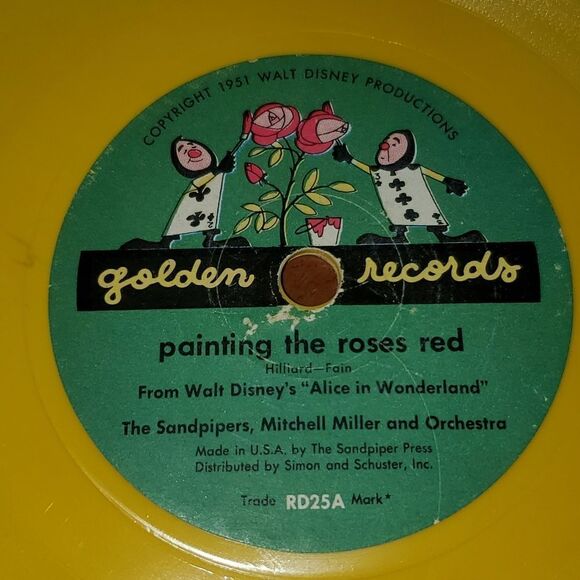 COPYRIGHT 1951 WALT DISNEY PRODUCTIONS
golden records
painting the roses red
Hilliard—Fain
From Walt Disney's "Alice in Wonderland"
The Sandpipers, Mitchell Miller and Orchestra
Made in U.S.A. by The Sandpiper Press
Distributed by Simon and Schuster, Inc.
Trade RD25A Mark*